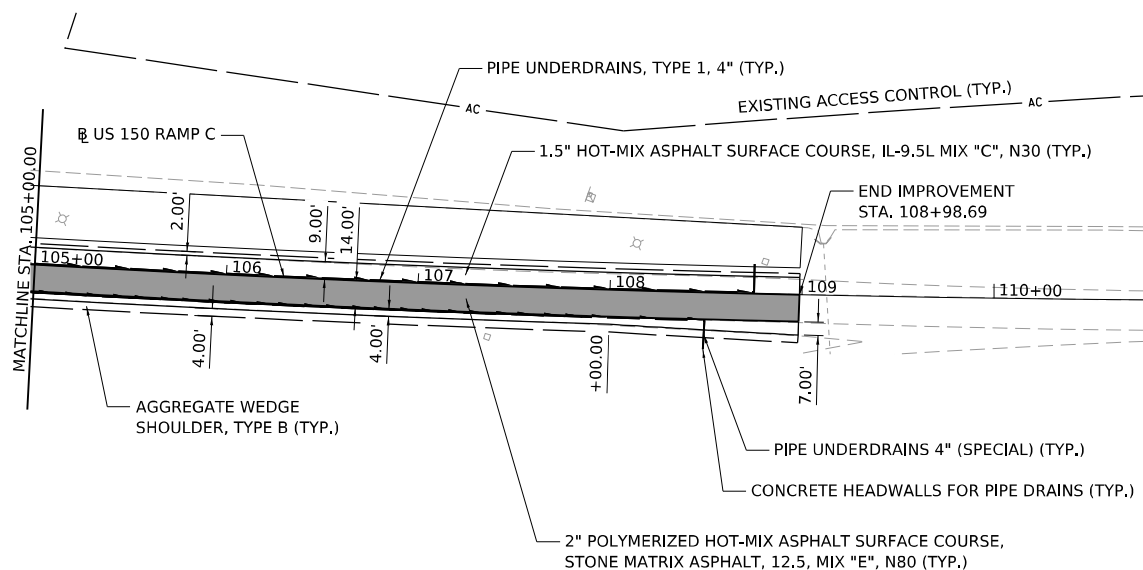 PIPE UNDERDRAINS, TYPE 1, 4" (TYP.)
EXISTING ACCESS CONTROL (TYP.)
AC
AC
℄ US 150 RAMP C
1.5" HOT-MIX ASPHALT SURFACE COURSE, IL-9.5L MIX "C", N30 (TYP.)
END IMPROVEMENT
STA. 108+98.69
MATCHLINE STA. 105+00.00
2.00'
9.00'
14.00'
105+00
106
107
108
109
110+00
4.00'
4.00'
+00.00
7.00'
AGGREGATE WEDGE
SHOULDER, TYPE B (TYP.)
PIPE UNDERDRAINS 4" (SPECIAL) (TYP.)
CONCRETE HEADWALLS FOR PIPE DRAINS (TYP.)
2" POLYMERIZED HOT-MIX ASPHALT SURFACE COURSE,
STONE MATRIX ASPHALT, 12.5, MIX "E", N80 (TYP.)